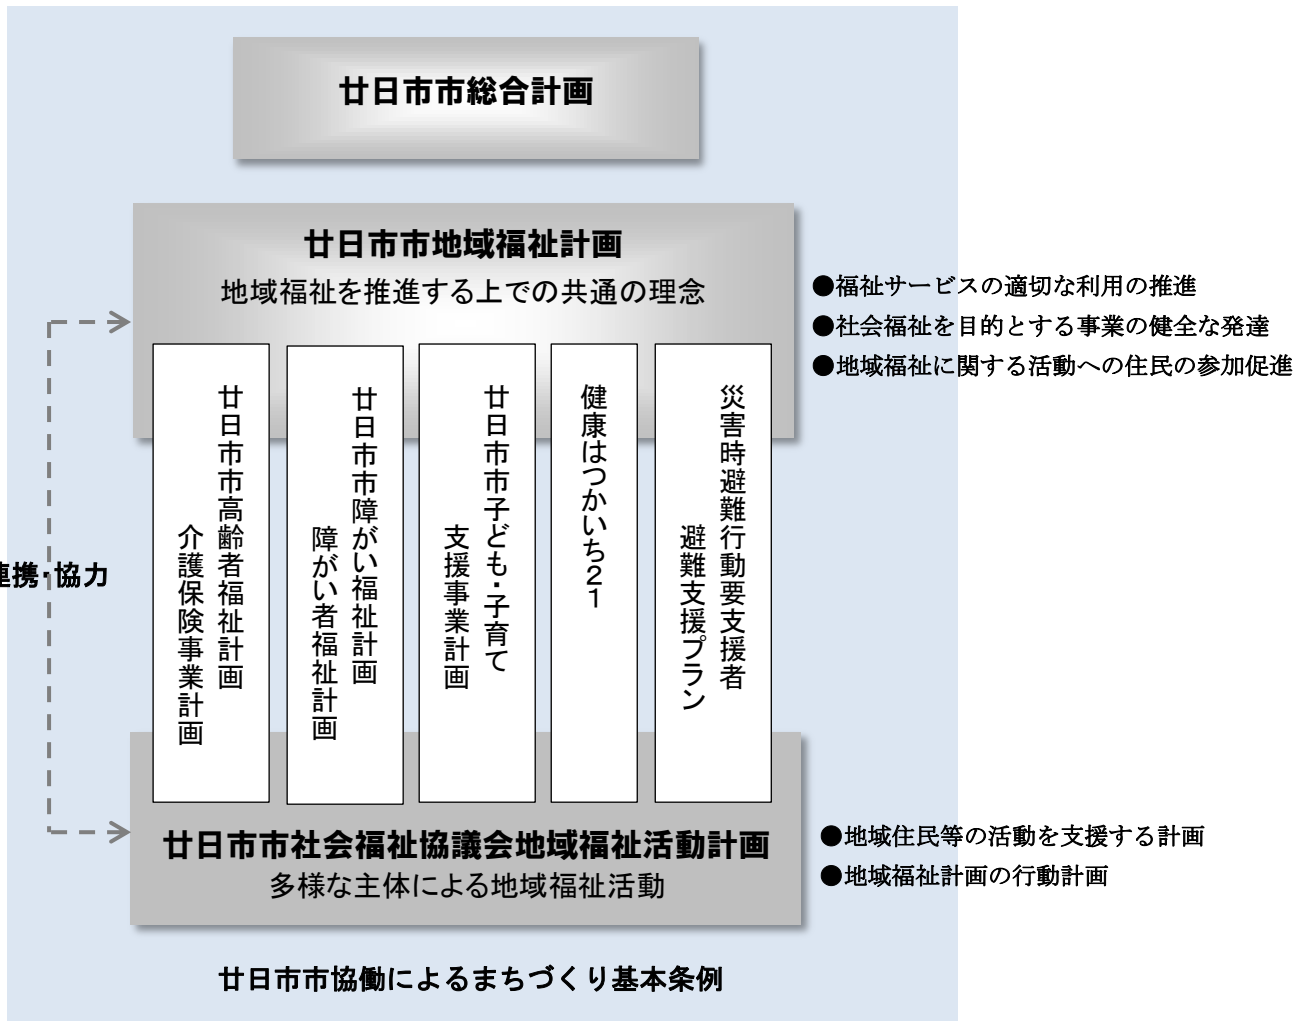 廿日市市総合計画
廿日市市地域福祉計画
地域福祉を推進する上での共通の理念
●福祉サービスの適切な利用の推進
●社会福祉を目的とする事業の健全な発達
●地域福祉に関する活動への住民の参加促進
廿日市市高齢者福祉計画
介護保険事業計画
廿日市市障がい福祉計画
障がい者福祉計画
廿日市市子ども・子育て
支援事業計画
健康はつかいち21
災害時避難行動要支援者
避難支援プラン
連携・協力
廿日市市社会福祉協議会地域福祉活動計画
多様な主体による地域福祉活動
●地域住民等の活動を支援する計画
●地域福祉計画の行動計画
廿日市市協働によるまちづくり基本条例